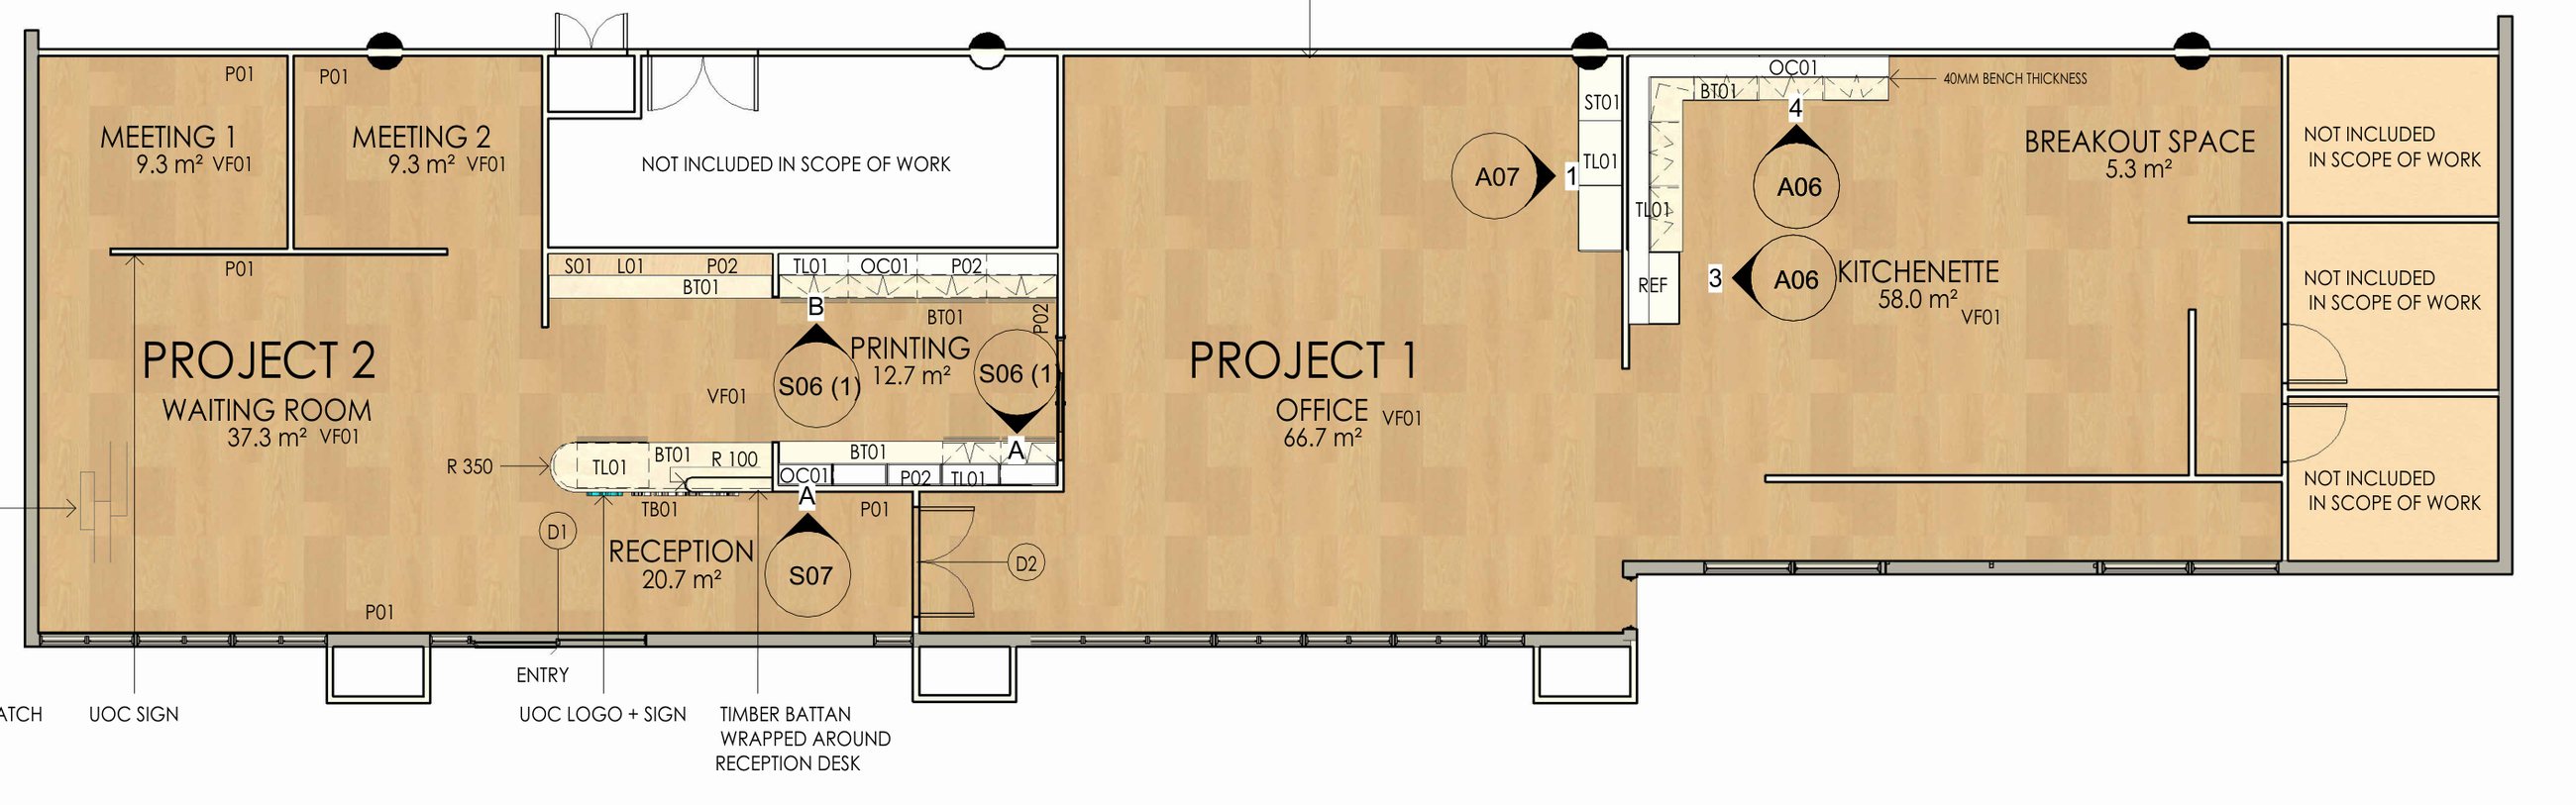 P01
P01
MEETING 1
9.3 m² VF01
MEETING 2
9.3 m² VF01
P01
NOT INCLUDED IN SCOPE OF WORK
S01 L01 P02
BT01
TL01 OC01 P02
B
BT01
P02
PRINTING
12.7 m²
S06 (1)
S06 (1)
VF01
A
PROJECT 2
WAITING ROOM
37.3 m² VF01
R 350
TL01
BT01
R 100
BT01
OC01
P02
TL01
A
TB01
P01
D1
RECEPTION
20.7 m²
S07
D2
P01
ENTRY
ATCH
UOC SIGN
UOC LOGO + SIGN
TIMBER BATTAN
WRAPPED AROUND
RECEPTION DESK
PROJECT 1
OFFICE VF01
66.7 m²
A07
1
ST01
TL01
OC01
BT01
40MM BENCH THICKNESS
4
A06
TL01
REF
3
A06
KITCHENETTE
58.0 m²
VF01
BREAKOUT SPACE
5.3 m²
NOT INCLUDED
IN SCOPE OF WORK
NOT INCLUDED
IN SCOPE OF WORK
NOT INCLUDED
IN SCOPE OF WORK